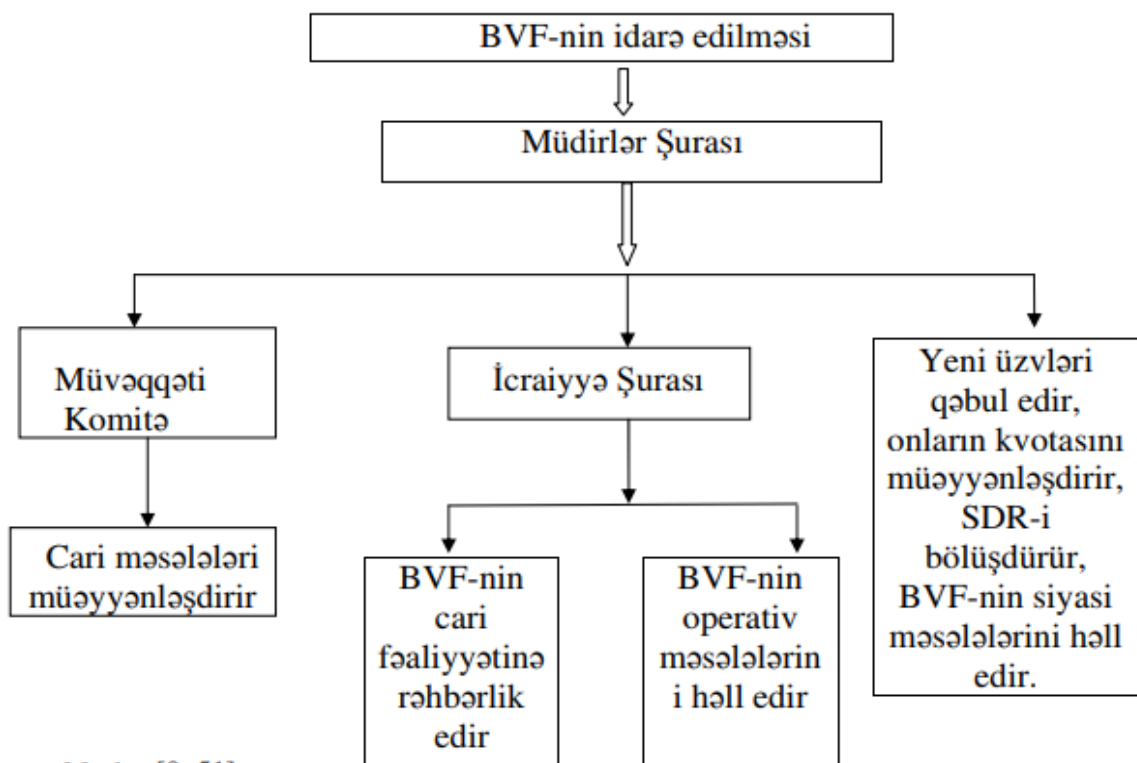 BVF-nin idarə edilməsi
Müdirlər Şurası
Müvəqqəti
Komitə
Cari məsələləri
müəyyənləşdirir
İcraiyyə Şurası
BVF-nin
cari
fəaliyyətinə
rəhbərlik
edir
BVF-nin
operativ
məsələlərin
i həll edir
Yeni üzvləri
qəbul edir,
onların kvotasını
müəyyənləşdirir,
SDR-i
bölüşdürür,
BVF-nin siyasi
məsələlərini həll
edir.